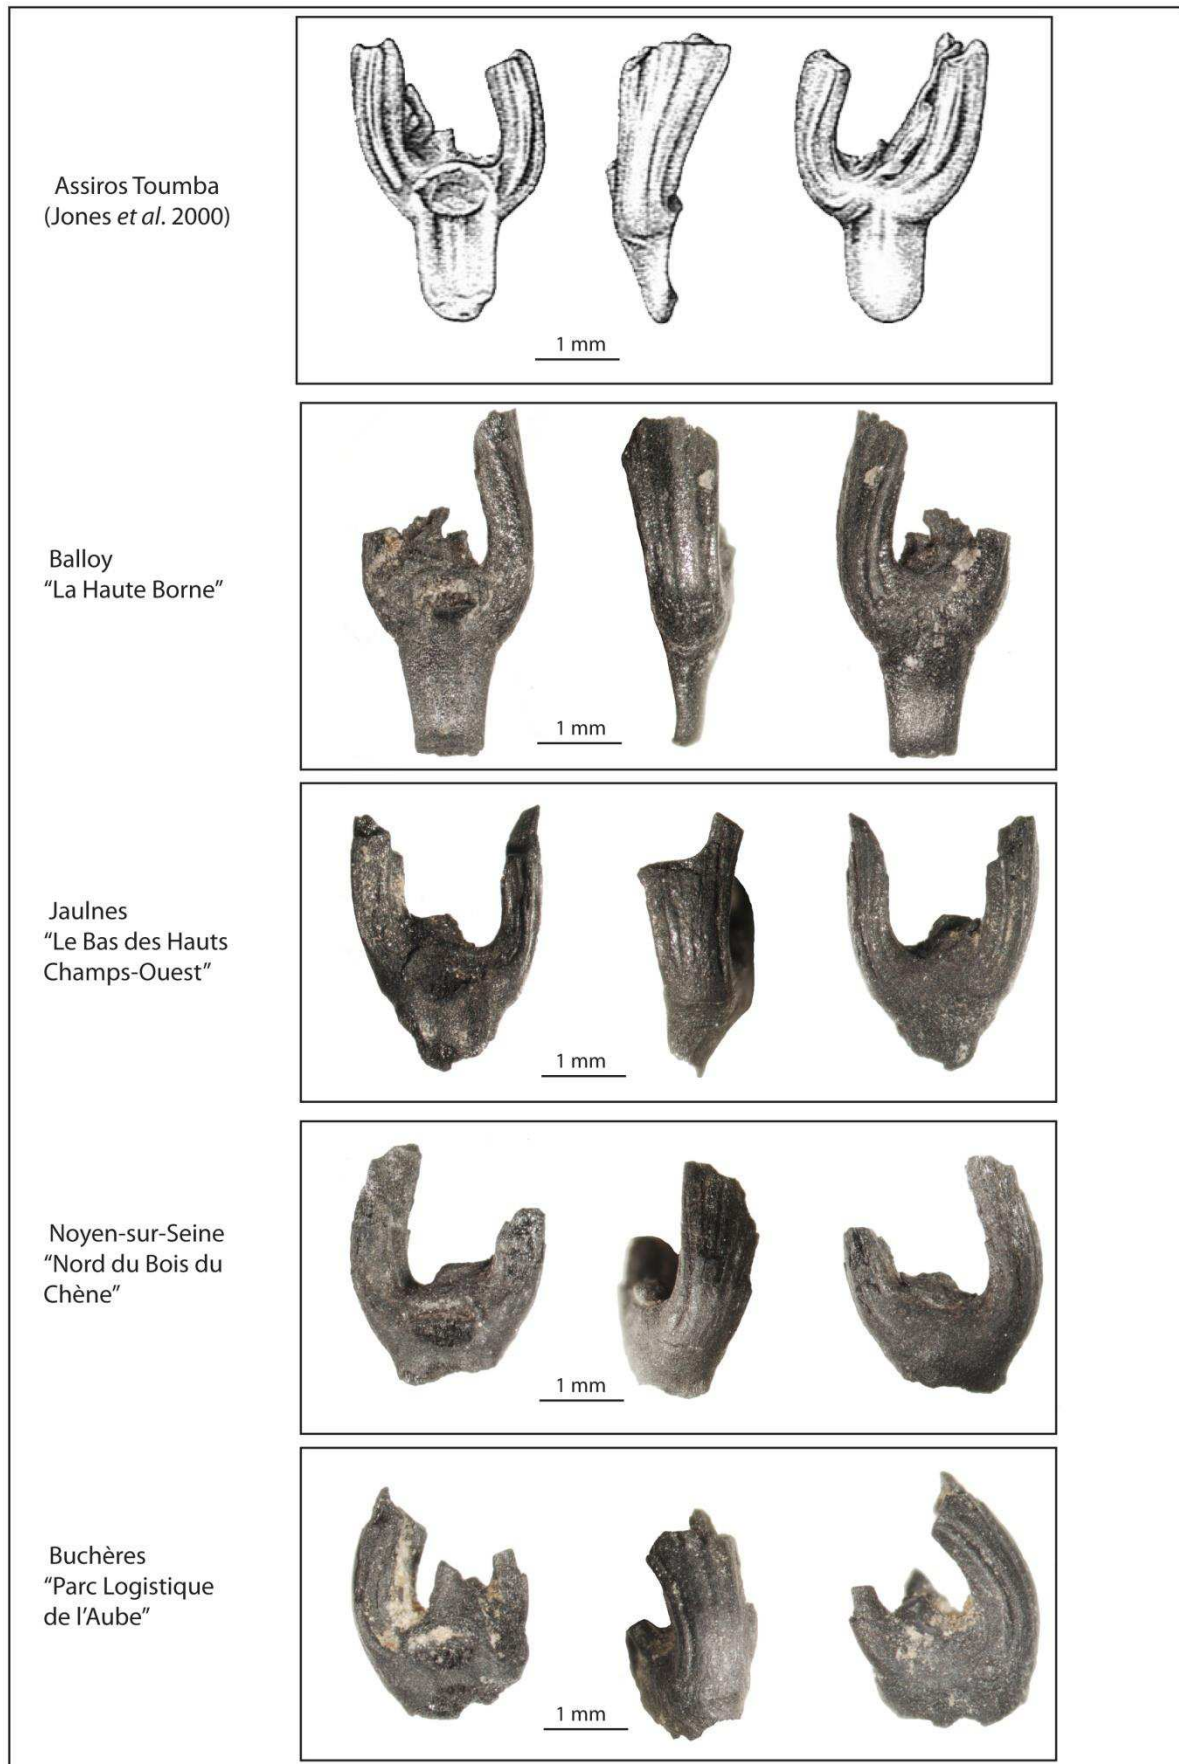 Assiros Toumba
(Jones et al. 2000)
1 mm
Balloy
“La Haute Borne”
1 mm
Jaulnes
“Le Bas des Hauts
Champs-Ouest”
1 mm
Noyen-sur-Seine
“Nord du Bois du
Chène”
1 mm
Buchères
“Parc Logistique
de l’Aube”
1 mm